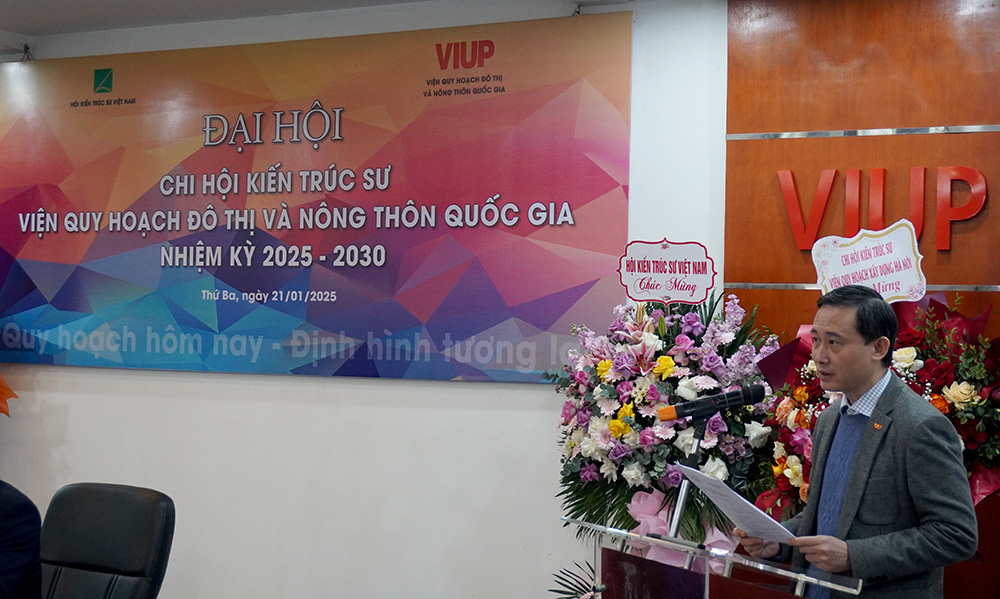 HỘI KIẾN TRÚC SƯ VIỆT NAM
VIUP
VIỆN QUY HOẠCH ĐÔ THỊ
VÀ NÔNG THÔN QUỐC GIA
ĐẠI HỘI
CHI HỘI KIẾN TRÚC SƯ
VIỆN QUY HOẠCH ĐÔ THỊ VÀ NÔNG THÔN QUỐC GIA
NHIỆM KỲ 2025 - 2030
Thứ Ba, ngày 21/01/2025
Quy hoạch hôm nay - Định hình tương
VIUP
HỘI KIẾN TRÚC SƯ VIỆT NAM
Chúc Mừng
CHI HỘI KIẾN TRÚC SƯ
VIỆN QUY HOẠCH XÂY DỰNG HÀ NỘI
Mừng